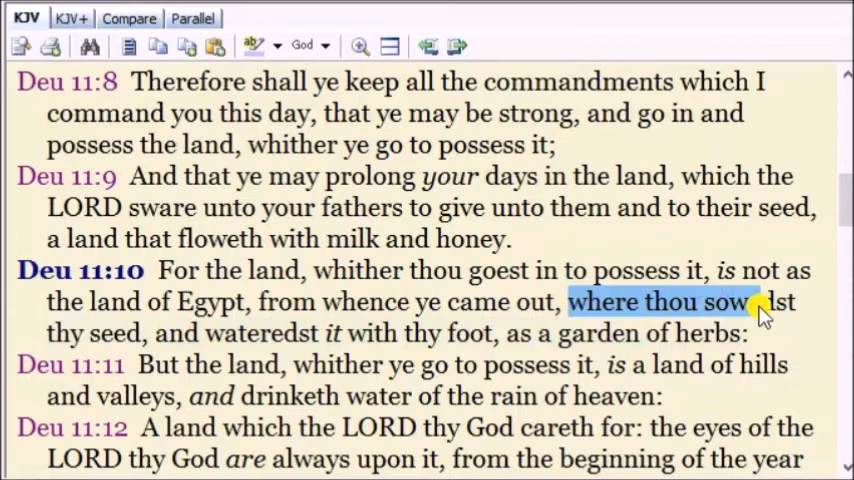 KJV KJV+ Compare Parallel
ab God
Deu 11:8 Therefore shall ye keep all the commandments which I
command you this day, that ye may be strong, and go in and
possess the land, whither ye go to possess it;
Deu 11:9 And that ye may prolong your days in the land, which the
LORD sware unto your fathers to give unto them and to their seed,
a land that floweth with milk and honey.
Deu 11:10 For the land, whither thou goest in to possess it, is not as
the land of Egypt, from whence ye came out, where thou sowedst
thy seed, and wateredst it with thy foot, as a garden of herbs:
Deu 11:11 But the land, whither ye go to possess it, is a land of hills
and valleys, and drinketh water of the rain of heaven:
Deu 11:12 A land which the LORD thy God careth for: the eyes of the
LORD thy God are always upon it, from the beginning of the year